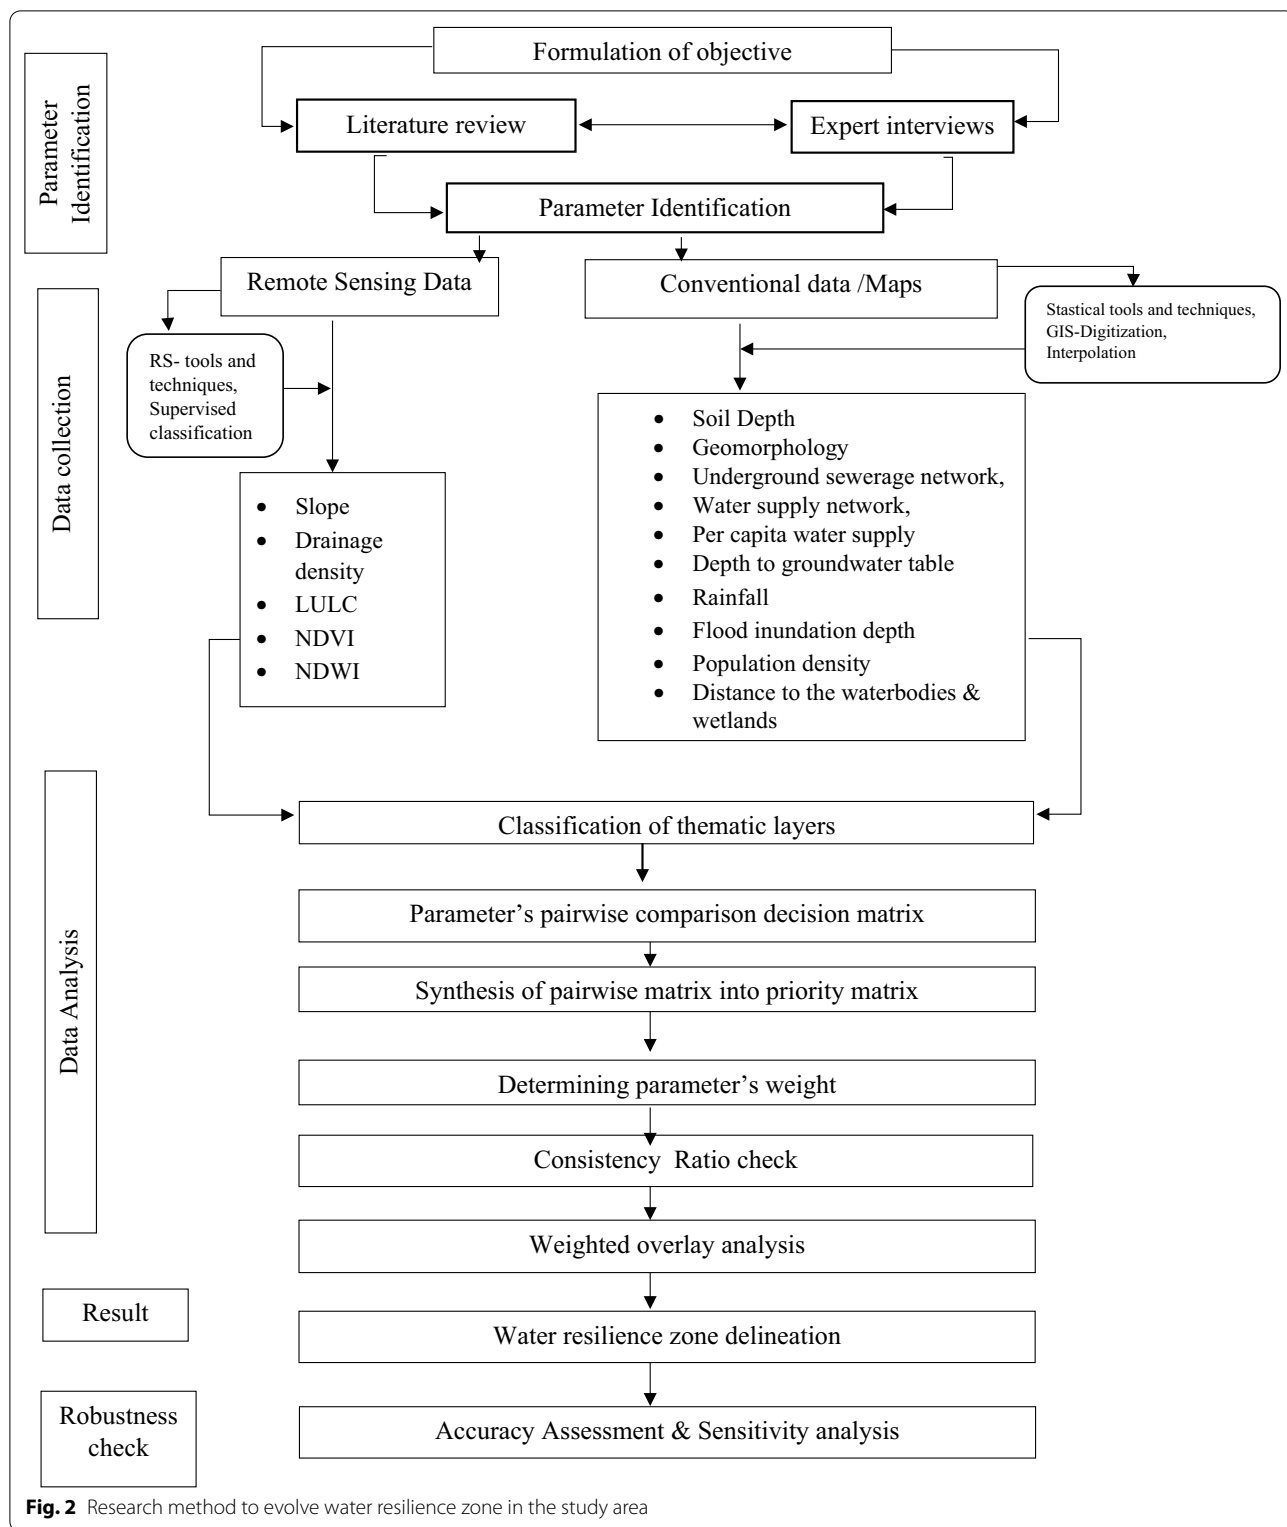 Formulation of objective
Parameter
Identification
Literature review
Expert interviews
Parameter Identification
Remote Sensing Data
Conventional data /Maps
Data collection
RS- tools and
techniques,
Supervised
classification
Stastical tools and techniques,
GIS-Digitization,
Interpolation
• Slope
• Drainage
density
• LULC
• NDVI
• NDWI
• Soil Depth
• Geomorphology
• Underground sewerage network,
• Water supply network,
• Per capita water supply
• Depth to groundwater table
• Rainfall
• Flood inundation depth
• Population density
• Distance to the waterbodies &
wetlands
Data Analysis
Classification of thematic layers
Parameter’s pairwise comparison decision matrix
Synthesis of pairwise matrix into priority matrix
Determining parameter’s weight
Consistency Ratio check
Weighted overlay analysis
Result
Water resilience zone delineation
Robustness
check
Accuracy Assessment & Sensitivity analysis
Fig. 2 Research method to evolve water resilience zone in the study area